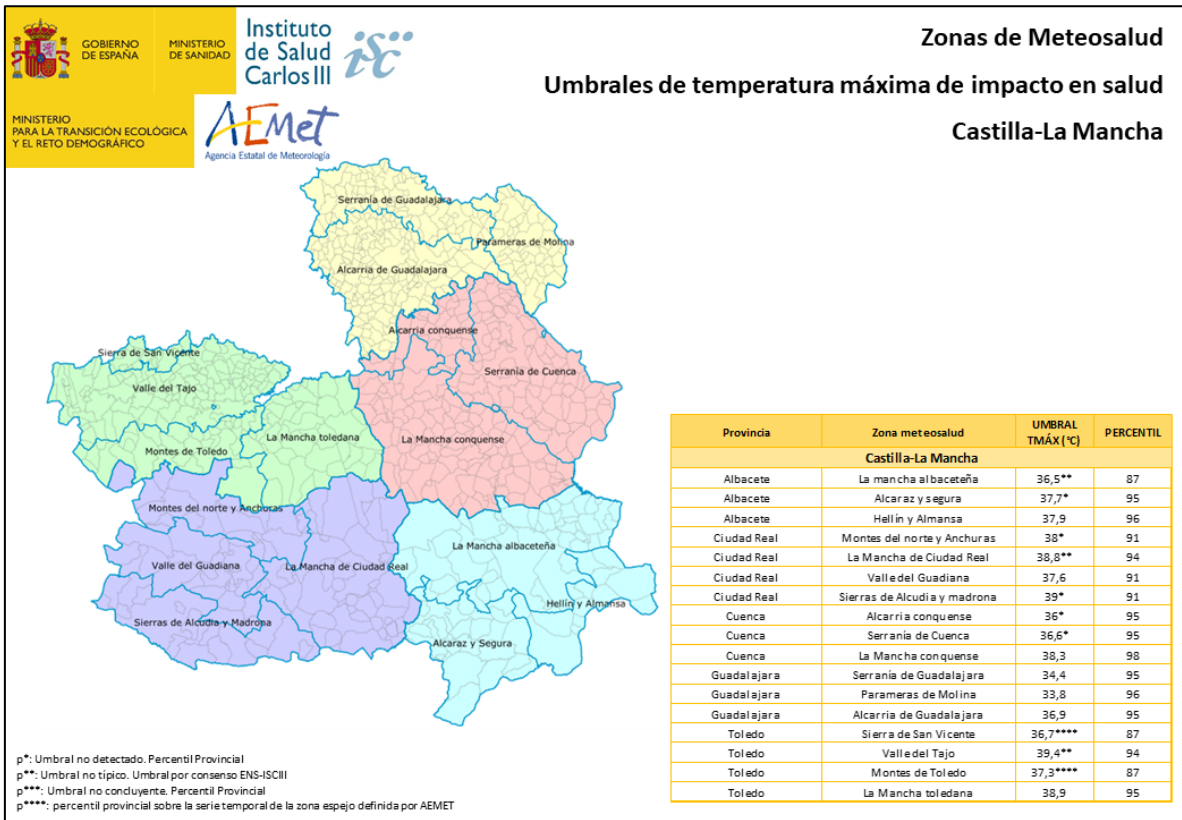 GOBIERNO
DE ESPAÑA
MINISTERIO
DE SANIDAD
Instituto
de Salud
Carlos III
isciii
MINISTERIO
PARA LA TRANSICIÓN ECOLÓGICA
Y EL RETO DEMOGRÁFICO
AEMet
Agencia Estatal de Meteorología
Zonas de Meteosalud
Umbrales de temperatura máxima de impacto en salud
Castilla-La Mancha
Serranía de Guadalajara
Parameras de Molina
Alcarria de Guadalajara
Alcarria conquense
Sierra de San Vicente
Serranía de Cuenca
Valle del Tajo
La Mancha toledana
La Mancha conquense
Montes de Toledo
Montes del norte y Anchuras
La Mancha albaceteña
Valle del Guadiana
La Mancha de Ciudad Real
Hellín y Almansa
Sierras de Alcudia y Madrona
Alcaraz y Segura
Provincia Zona meteosalud UMBRAL TMÁX (°C) PERCENTIL
Castilla-La Mancha
Albacete La mancha albaceteña 36,5** 87
Albacete Alcaraz y segura 37,7* 95
Albacete Hellín y Almansa 37,9 96
Ciudad Real Montes del norte y Anchuras 38* 91
Ciudad Real La Mancha de Ciudad Real 38,8** 94
Ciudad Real Valle del Guadiana 37,6 91
Ciudad Real Sierras de Alcudia y madrona 39* 91
Cuenca Alcarria conquense 36* 95
Cuenca Serranía de Cuenca 36,6* 95
Cuenca La Mancha conquense 38,3 98
Guadalajara Serranía de Guadalajara 34,4 95
Guadalajara Parameras de Molina 33,8 96
Guadalajara Alcarria de Guadalajara 36,9 95
Toledo Sierra de San Vicente 36,7**** 87
Toledo Valle del Tajo 39,4** 94
Toledo Montes de Toledo 37,3**** 87
Toledo La Mancha toledana 38,9 95
p*: Umbral no detectado. Percentil Provincial
p**: Umbral no típico. Umbral por consenso ENS-ISCIII
p***: Umbral no concluyente. Percentil Provincial
p****: percentil provincial sobre la serie temporal de la zona espejo definida por AEMET